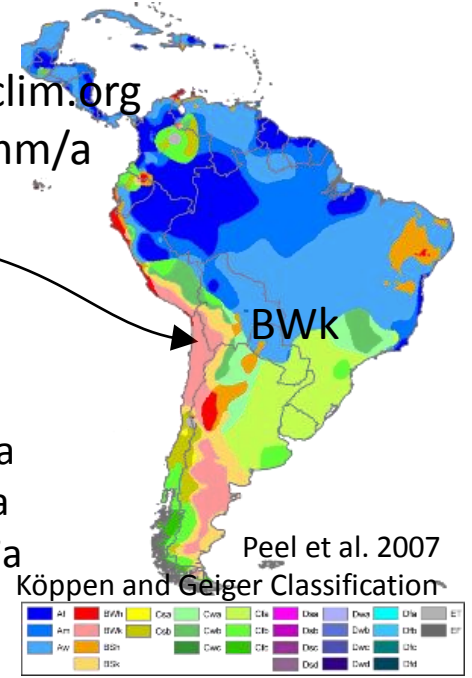 clim.org
mm/a
BWk
a
a
a
Peel et al. 2007
Köppen and Geiger Classification
Af BWh Csa Cwa Cfa Dsa Dwa Dfa ET
Am BWk Csb Cwb Cfb Dsb Dwb Dfb EF
Aw BSh Cwc Cfc Dsc Dwc Dfc
BSk Dsd Dwd Dfd